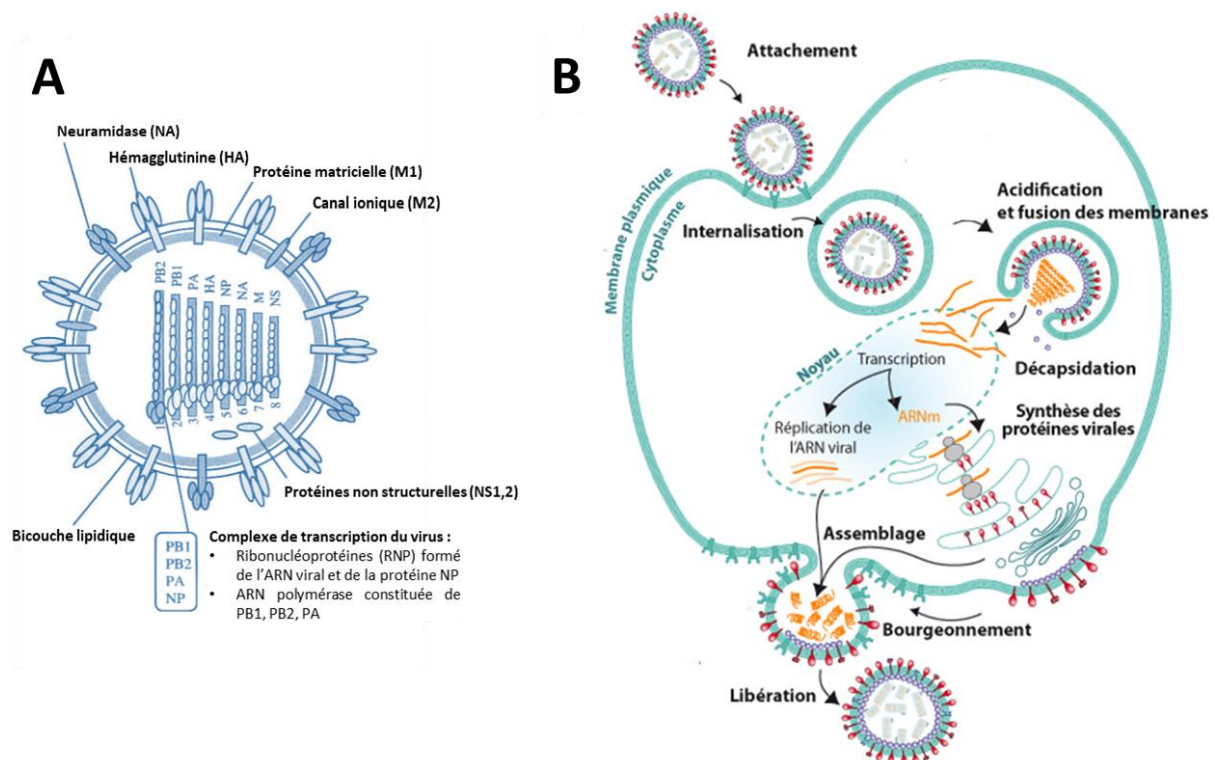 A
Neuramidase (NA)
Hémagglutinine (HA)
Protéine matricielle (M1)
Canal ionique (M2)
PB2
PB1
PA
HA
NP
NA
M
NS
1
2
3
4
5
6
7
8
Protéines non structurelles (NS1,2)
Bicouche lipidique
PB1
PB2
PA
NP
Complexe de transcription du virus :
• Ribonucléoprotéines (RNP) formé
de l'ARN viral et de la protéine NP
• ARN polymérase constituée de
PB1, PB2, PA
B
Attachement
Membrane plasmique
Cytoplasme
Internalisation
Acidification
et fusion des membranes
Noyau
Transcription
Décapsidation
Réplication de
l'ARN viral
ARNm
Synthèse des
protéines virales
Assemblage
Bourgeonnement
Libération